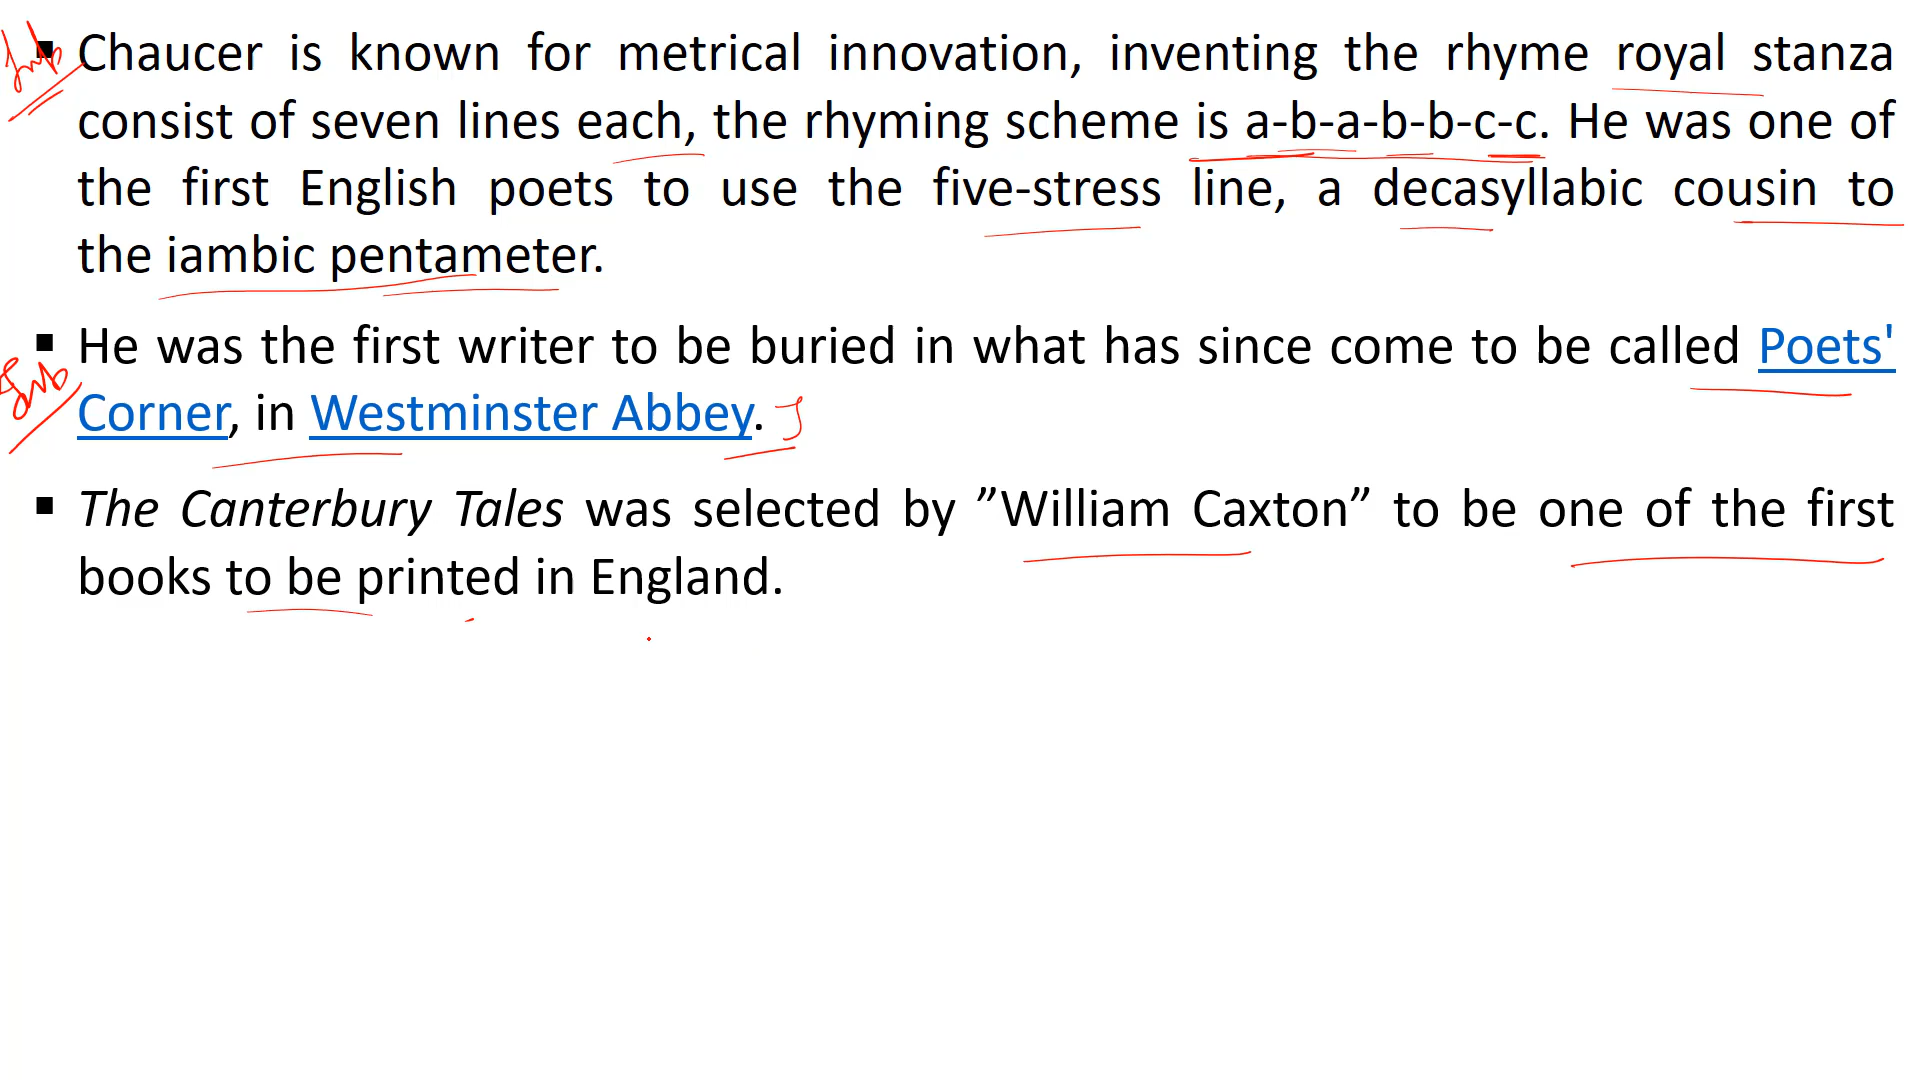 ▪ Chaucer is known for metrical innovation, inventing the rhyme royal stanza
consist of seven lines each, the rhyming scheme is a-b-a-b-b-c-c. He was one of
the first English poets to use the five-stress line, a decasyllabic cousin to
the iambic pentameter.
▪ He was the first writer to be buried in what has since come to be called Poets'
Corner, in Westminster Abbey.
▪ The Canterbury Tales was selected by ”William Caxton” to be one of the first
books to be printed in England.